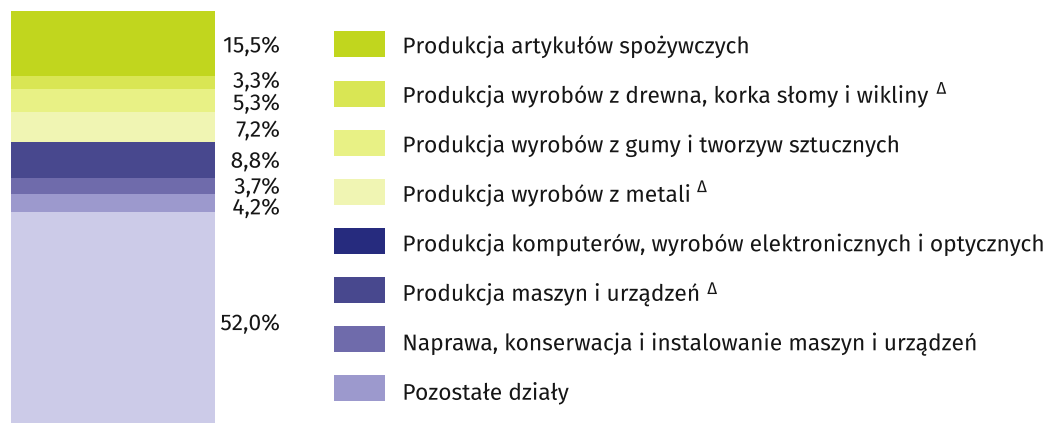 15,5%
3,3%
5,3%
7,2%
8,8%
3,7%
4,2%
52,0%
Produkcja artykułów spożywczych
Produkcja wyrobów z drewna, korka słomy i wikliny Δ
Produkcja wyrobów z gumy i tworzyw sztucznych
Produkcja wyrobów z metali Δ
Produkcja komputerów, wyrobów elektronicznych i optycznych
Produkcja maszyn i urządzeń Δ
Naprawa, konserwacja i instalowanie maszyn i urządzeń
Pozostałe działy